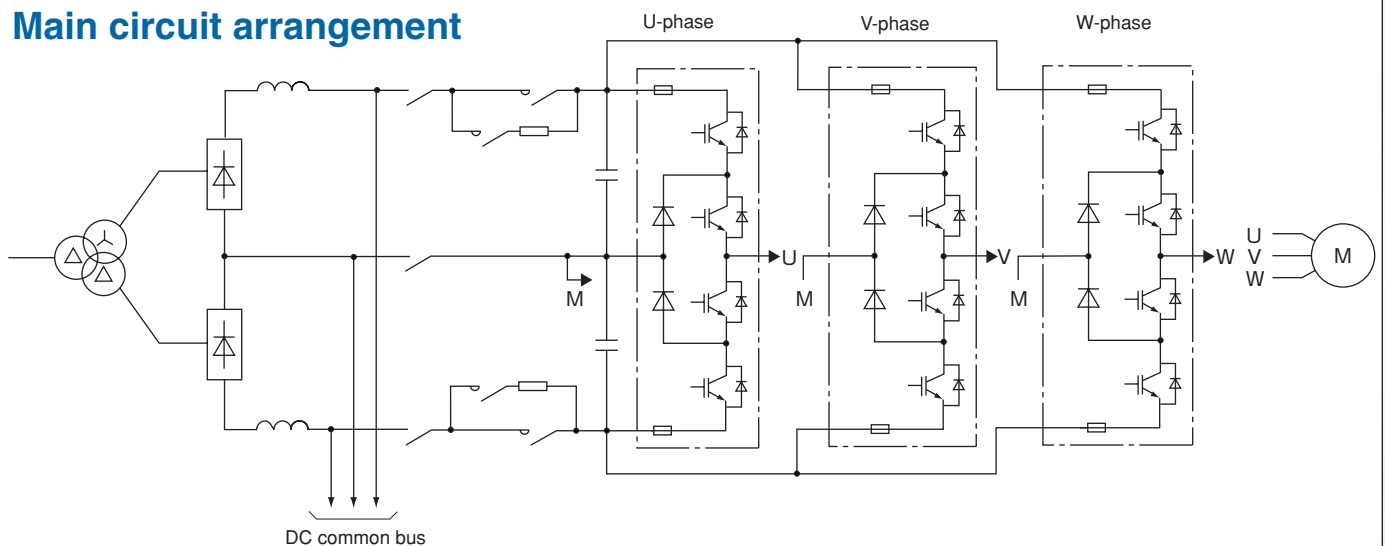 Main circuit arrangement
U-phase
V-phase
W-phase
M
U
M
V
M
W
U
V
W
M
DC common bus